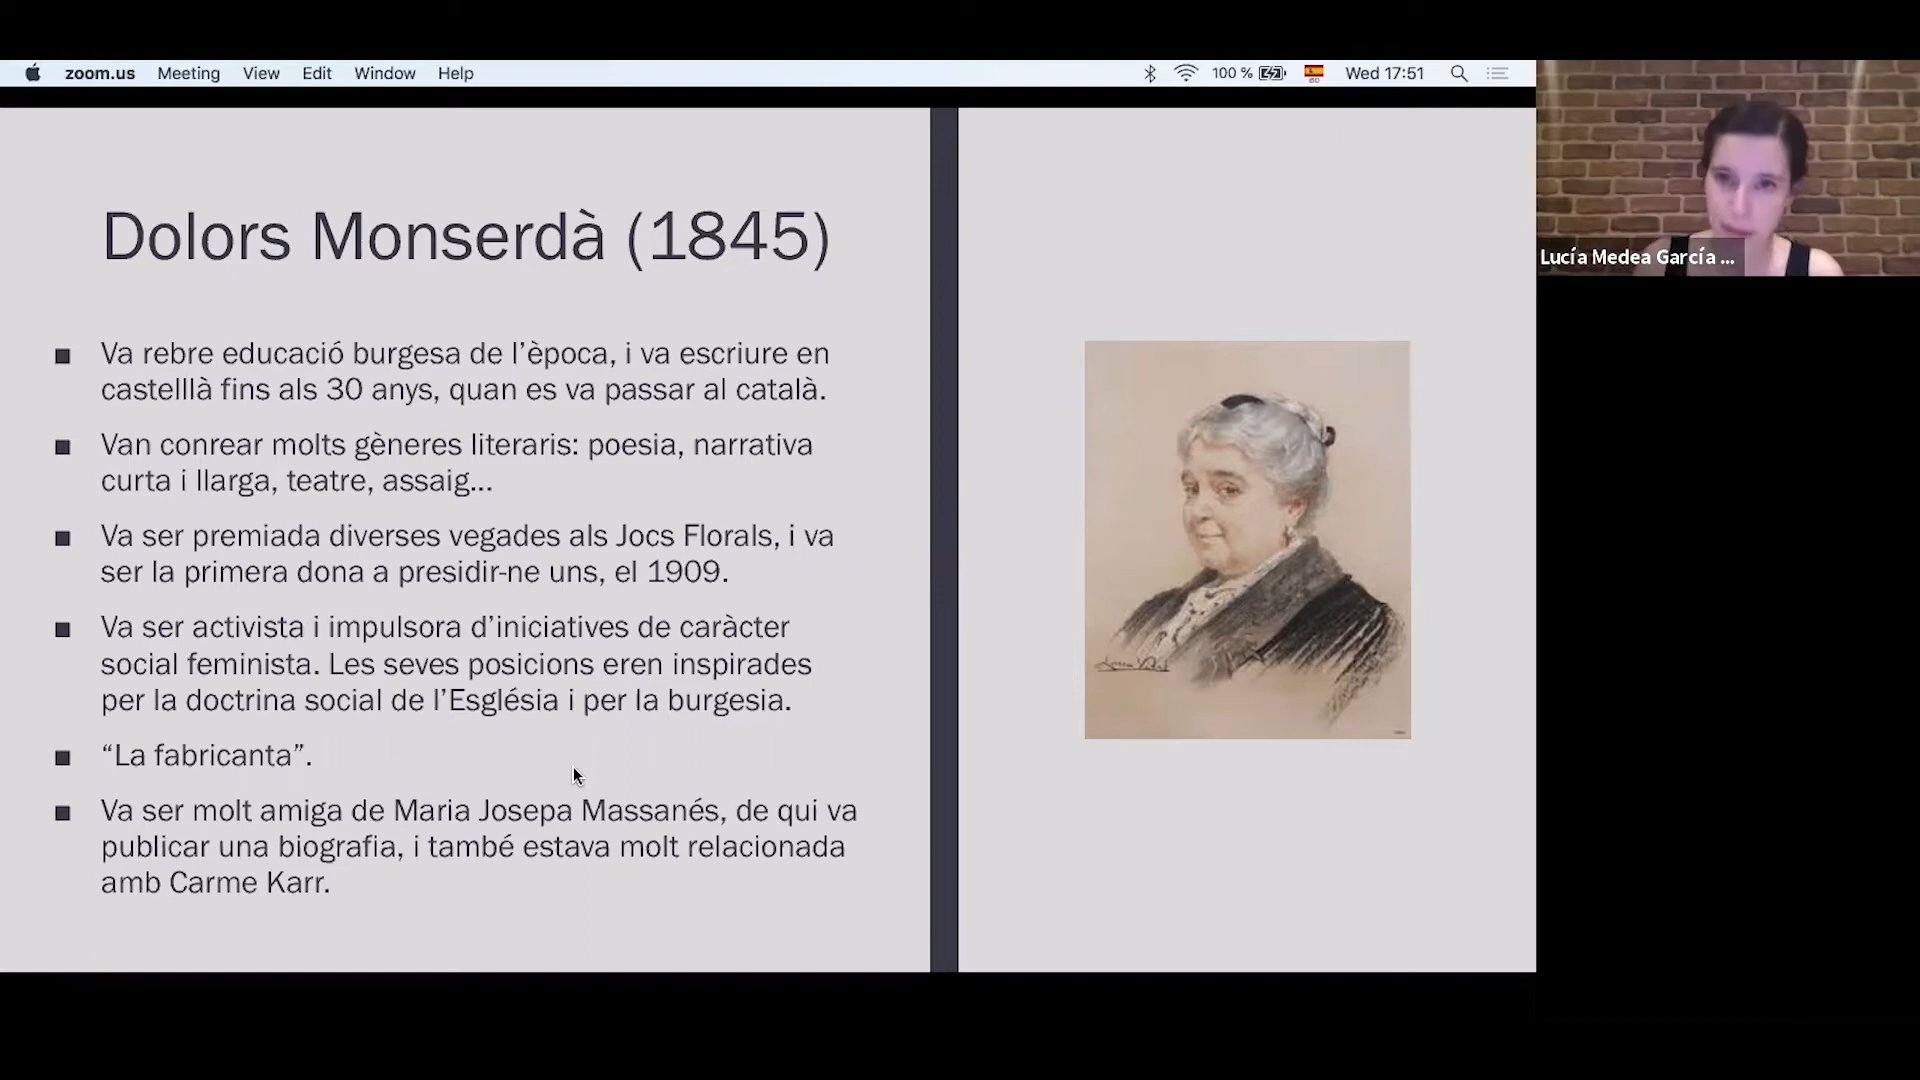 zoom.us Meeting View Edit Window Help 100 % Wed 17:51
Lucía Medea García ...
Dolors Monserdà (1845)
■ Va rebre educació burgesa de l’època, i va escriure en
castelllà fins als 30 anys, quan es va passar al català.
■ Van conrear molts gèneres literaris: poesia, narrativa
curta i llarga, teatre, assaig...
■ Va ser premiada diverses vegades als Jocs Florals, i va
ser la primera dona a presidir-ne uns, el 1909.
■ Va ser activista i impulsora d’iniciatives de caràcter
social feminista. Les seves posicions eren inspirades
per la doctrina social de l’Església i per la burgesia.
■ “La fabricanta”.
■ Va ser molt amiga de Maria Josepa Massanés, de qui va
publicar una biografia, i també estava molt relacionada
amb Carme Karr.